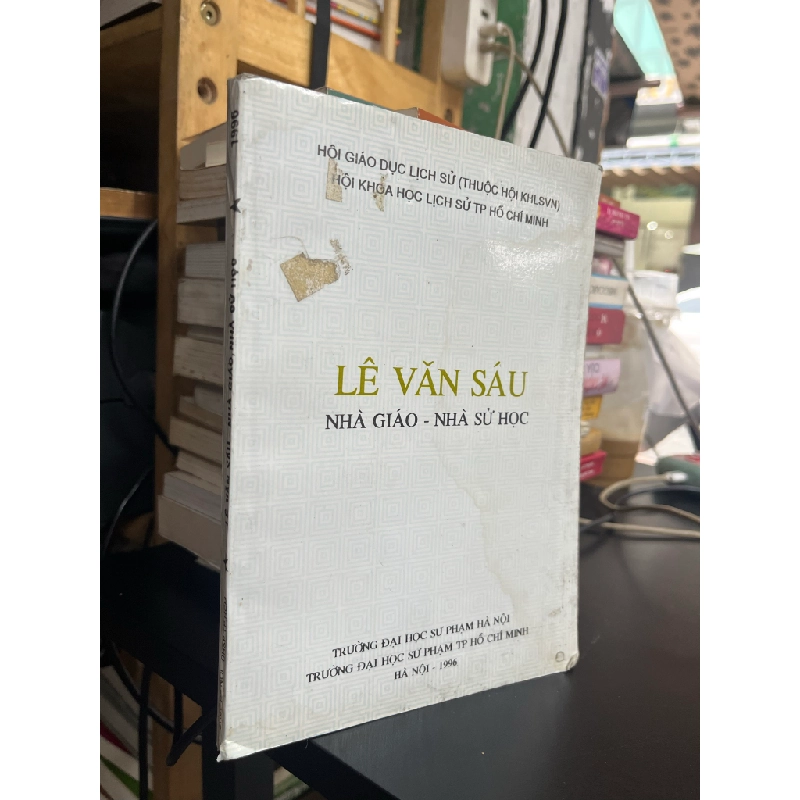 HỘI GIÁO DỤC LỊCH SỬ (THUỘC HỘI KHLSVN)
HỘI KHOA HỌC LỊCH SỬ TP HỒ CHÍ MINH
LÊ VĂN SÁU
NHÀ GIÁO - NHÀ SỬ HỌC
TRƯỜNG ĐẠI HỌC SƯ PHẠM HÀ NỘI
TRƯỜNG ĐẠI HỌC SƯ PHẠM TP HỒ CHÍ MINH
HÀ NỘI - 1996
1996